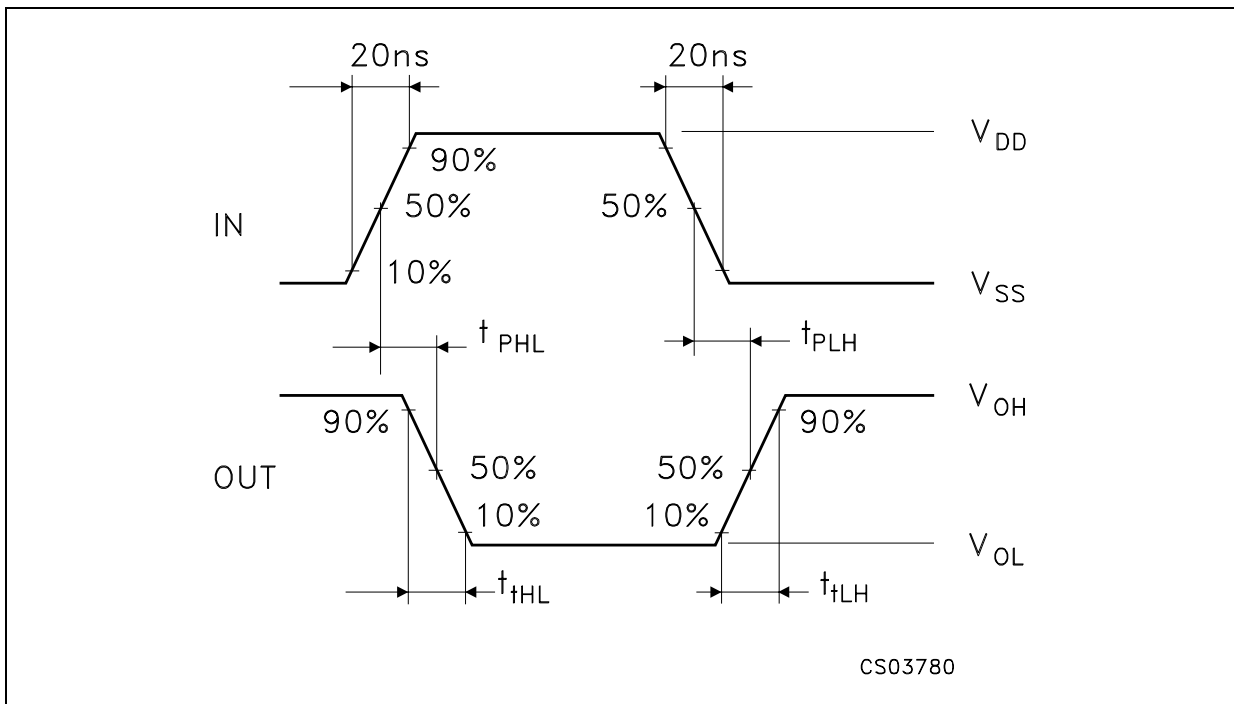 20ns 20ns
V DD
90%
50% 50%
IN
10%
V SS
t PHL t PLH
V OH
90% 90%
50% 50%
OUT
10% 10%
V OL
t tHL t tLH
CS03780